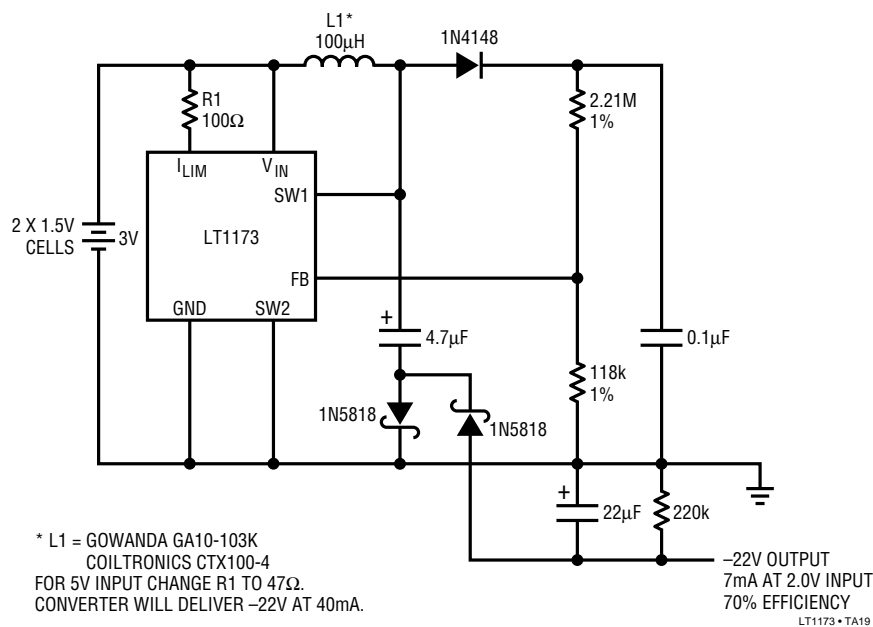 L1*
100μH
1N4148
R1
100Ω
2.21M
1%
I LIM
V IN
SW1
2 X 1.5V
CELLS
3V
LT1173
FB
GND
SW2
+
4.7μF
0.1μF
118k
1%
1N5818
1N5818
+
22μF
220k
* L1 = GOWANDA GA10-103K
COILTRONICS CTX100-4
FOR 5V INPUT CHANGE R1 TO 47Ω.
CONVERTER WILL DELIVER –22V AT 40mA.
–22V OUTPUT
7mA AT 2.0V INPUT
70% EFFICIENCY
LT1173 • TA19